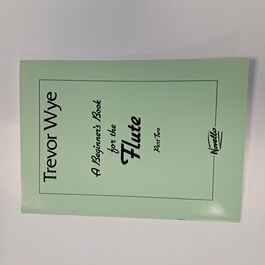 Trevor Wye
A Beginner's Book
for the
Flute
Part Two
Novello